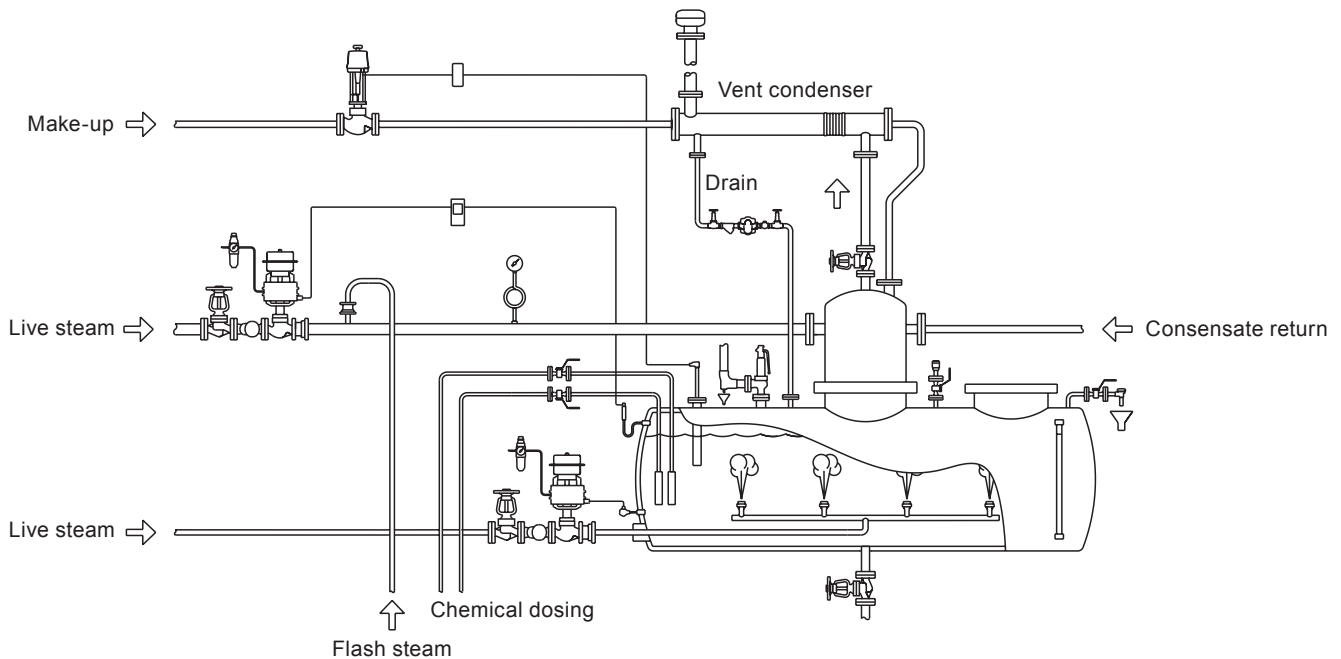 Vent condenser
Make-up
Drain
Live steam
Consensate return
Live steam
Chemical dosing
Flash steam